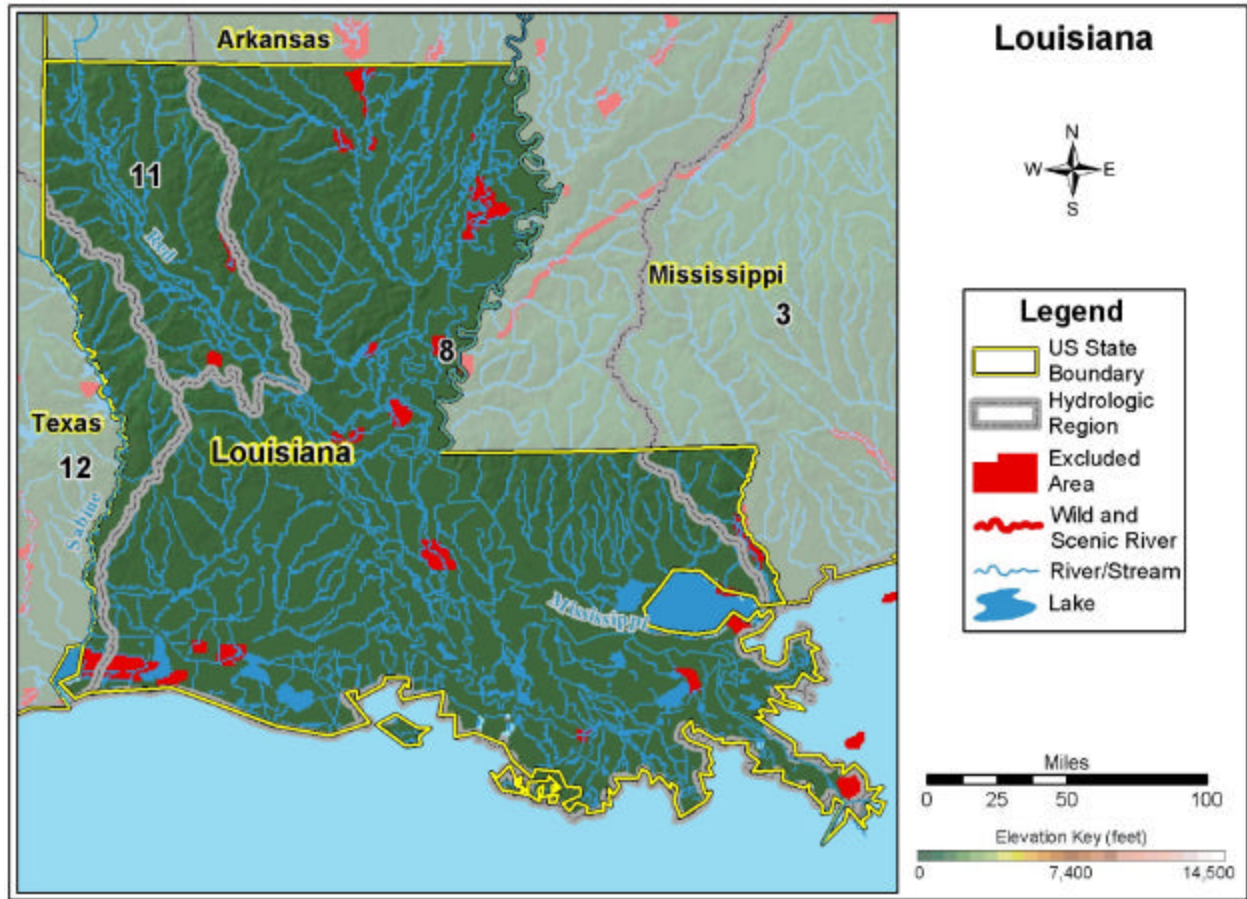 Arkansas
11
Red
Mississippi
3
8
Texas
12
Louisiana
Sabine
Mississippi
Louisiana
N
W E
S
Legend
US State
Boundary
Hydrologic
Region
Excluded
Area
Wild and
Scenic River
River/Stream
Lake
Miles
0 25 50 100
Elevation Key (feet)
0 7,400 14,500